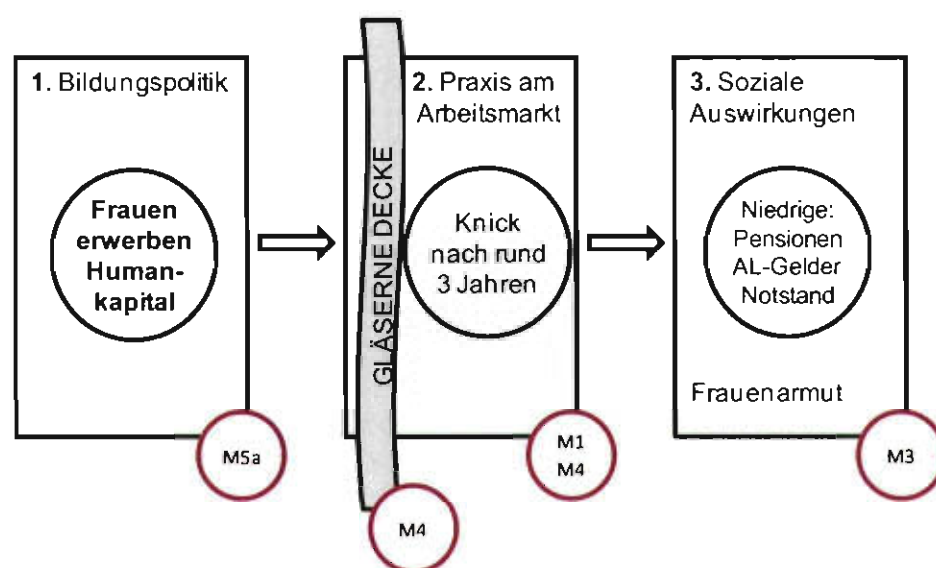 1. Bildungspolitik
Frauen
erwerben
Human-
kapital
M5a
GLÄSERNE DECKE
M4
2. Praxis am
Arbeitsmarkt
Knick
nach rund
3 Jahren
M1
M4
3. Soziale
Auswirkungen
Niedrige:
Pensionen
AL-Gelder
Notstand
Frauenarmut
M3